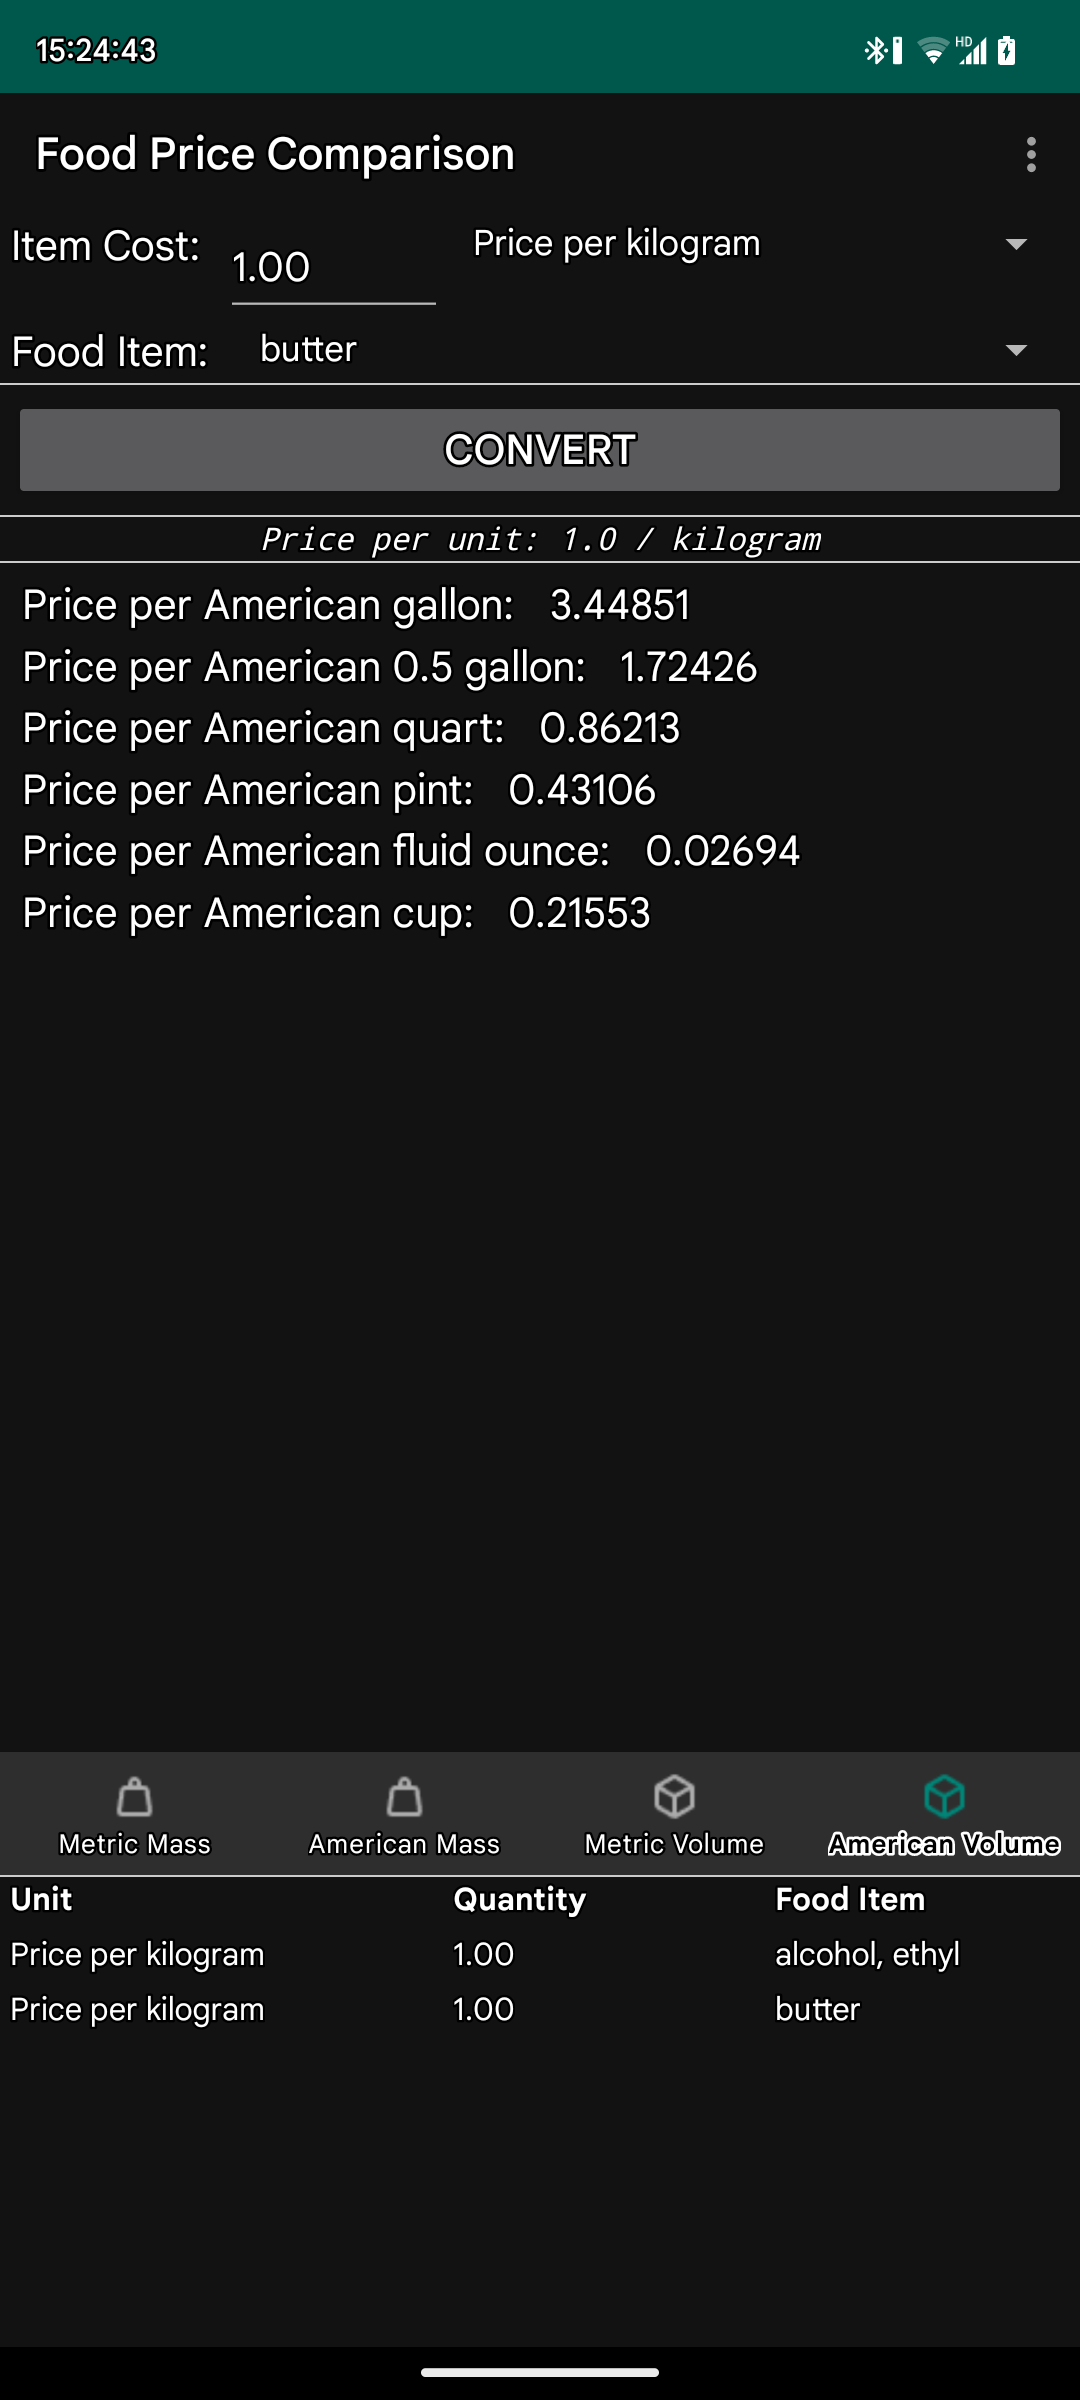 15:24:43
HD
Food Price Comparison
Item Cost: 1.00 Price per kilogram
Food Item: butter
CONVERT
Price per unit: 1.0 / kilogram
Price per American gallon: 3.44851
Price per American 0.5 gallon: 1.72426
Price per American quart: 0.86213
Price per American pint: 0.43106
Price per American fluid ounce: 0.02694
Price per American cup: 0.21553
Metric Mass American Mass Metric Volume American Volume
Unit Quantity Food Item
Price per kilogram 1.00 alcohol, ethyl
Price per kilogram 1.00 butter